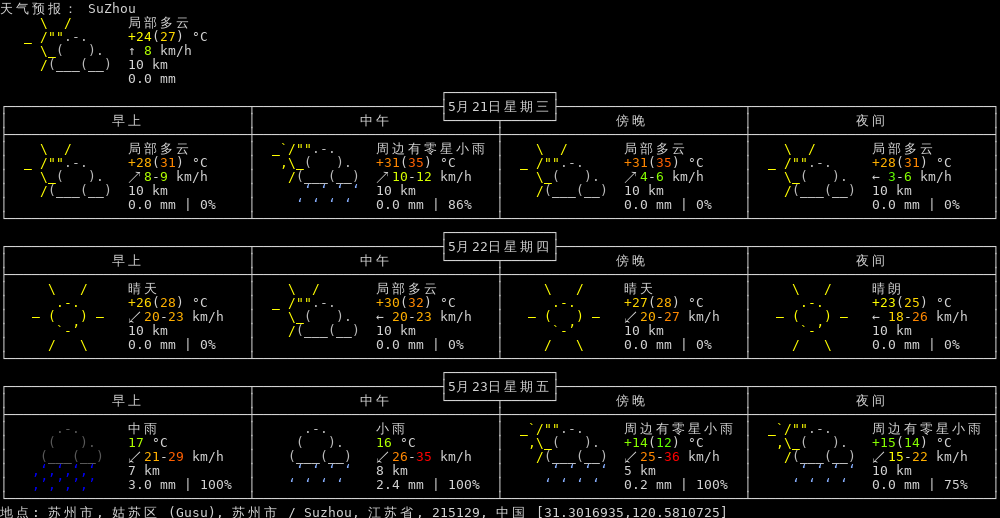 天气预报: SuZhou
局部多云
+24(27) °C
↑ 8 km/h
10 km
0.0 mm
5月21日星期三
早上 中午 傍晚 夜间
局部多云 周边有零星小雨 局部多云 局部多云
+28(31) °C +31(35) °C +31(35) °C +28(31) °C
↗ 8-9 km/h ↗ 10-12 km/h ↗ 4-6 km/h ← 3-6 km/h
10 km 10 km 10 km 10 km
0.0 mm | 0% 0.0 mm | 86% 0.0 mm | 0% 0.0 mm | 0%
5月22日星期四
早上 中午 傍晚 夜间
晴天 局部多云 晴天 晴朗
+26(28) °C +30(32) °C +27(28) °C +23(25) °C
↙ 20-23 km/h ← 20-23 km/h ↙ 20-27 km/h ← 18-26 km/h
10 km 10 km 10 km 10 km
0.0 mm | 0% 0.0 mm | 0% 0.0 mm | 0% 0.0 mm | 0%
5月23日星期五
早上 中午 傍晚 夜间
中雨 小雨 周边有零星小雨 周边有零星小雨
17 °C 16 °C +14(12) °C +15(14) °C
↙ 21-29 km/h ↙ 26-35 km/h ↙ 25-36 km/h ↙ 15-22 km/h
7 km 8 km 5 km 10 km
3.0 mm | 100% 2.4 mm | 100% 0.2 mm | 100% 0.0 mm | 75%
地点: 苏州市, 姑苏区 (Gusu), 苏州市 / Suzhou, 江苏省, 215129, 中国 [31.3016935,120.5810725]